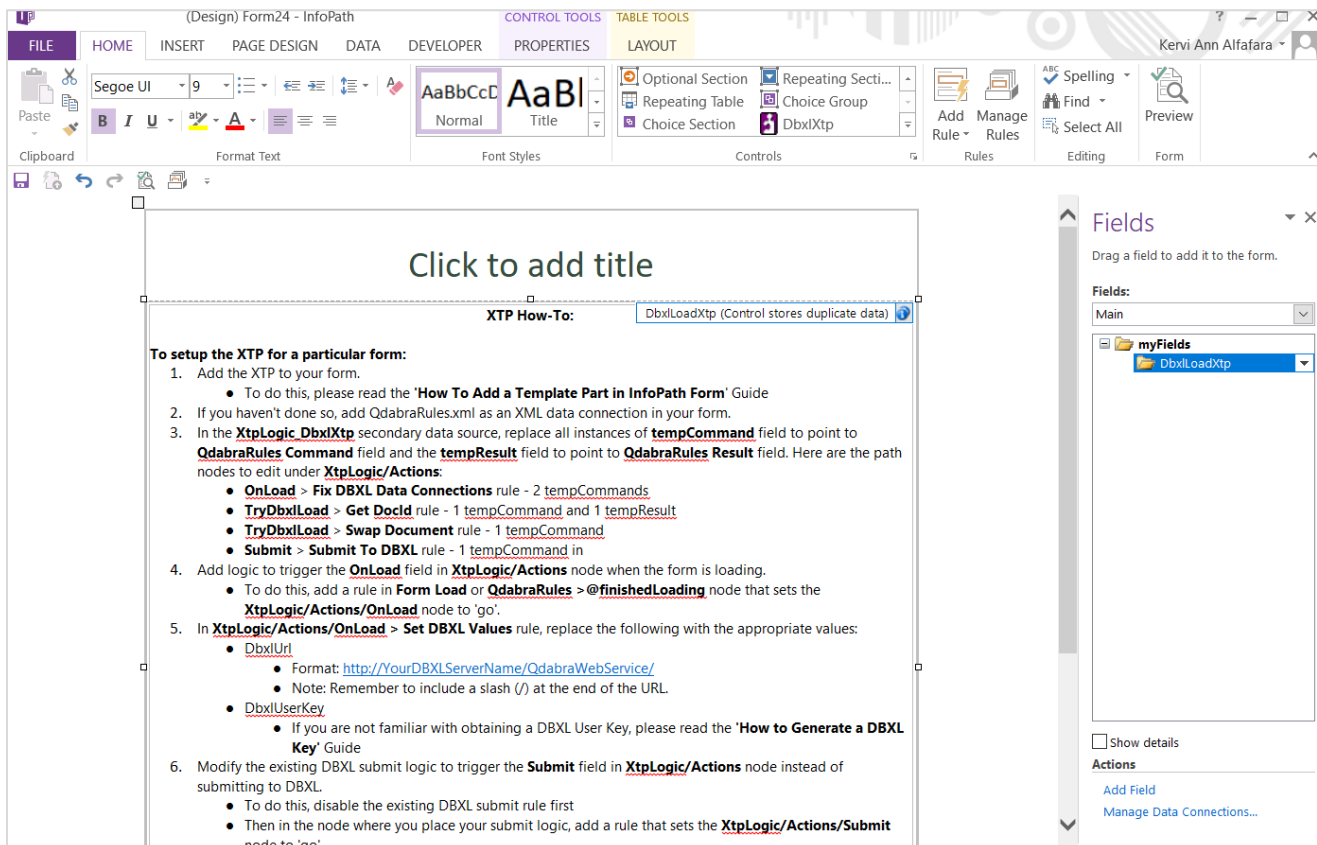 (Design) Form24 - InfoPath
CONTROL TOOLS
TABLE TOOLS
?
FILE
HOME
INSERT
PAGE DESIGN
DATA
DEVELOPER
PROPERTIES
LAYOUT
Kervi Ann Alfafara
Paste
Clipboard
Segoe UI
9
B I U
ab
A
Format Text
AaBbCcD
Normal
AaBl
Title
Font Styles
Optional Section
Repeating Secti...
Repeating Table
Choice Group
Choice Section
DbxlXtp
Controls
Add
Rule
Manage
Rules
Rules
ABC
Spelling
Find
Select All
Editing
Preview
Form
Click to add title
XTP How-To:
DbxlLoadXtp (Control stores duplicate data)
To setup the XTP for a particular form:
1. Add the XTP to your form.
● To do this, please read the 'How To Add a Template Part in InfoPath Form' Guide
2. If you haven't done so, add QdabraRules.xml as an XML data connection in your form.
3. In the XtpLogic_DbxlXtp secondary data source, replace all instances of tempCommand field to point to
QdabraRules Command field and the tempResult field to point to QdabraRules Result field. Here are the path
nodes to edit under XtpLogic/Actions:
● OnLoad > Fix DBXL Data Connections rule - 2 tempCommands
● TryDbxlLoad > Get DocId rule - 1 tempCommand and 1 tempResult
● TryDbxlLoad > Swap Document rule - 1 tempCommand
● Submit > Submit To DBXL rule - 1 tempCommand in
4. Add logic to trigger the OnLoad field in XtpLogic/Actions node when the form is loading.
● To do this, add a rule in Form Load or QdabraRules >@finishedLoading node that sets the
XtpLogic/Actions/OnLoad node to 'go'.
5. In XtpLogic/Actions/OnLoad > Set DBXL Values rule, replace the following with the appropriate values:
● DbxlUrl
● Format: http://YourDBXLServerName/QdabraWebService/
● Note: Remember to include a slash (/) at the end of the URL.
● DbxlUserKey
● If you are not familiar with obtaining a DBXL User Key, please read the 'How to Generate a DBXL
Key' Guide
6. Modify the existing DBXL submit logic to trigger the Submit field in XtpLogic/Actions node instead of
submitting to DBXL.
● To do this, disable the existing DBXL submit rule first
● Then in the node where you place your submit logic, add a rule that sets the XtpLogic/Actions/Submit
node to 'go'
Fields
Drag a field to add it to the form.
Fields:
Main
myFields
DbxlLoadXtp
Show details
Actions
Add Field
Manage Data Connections...